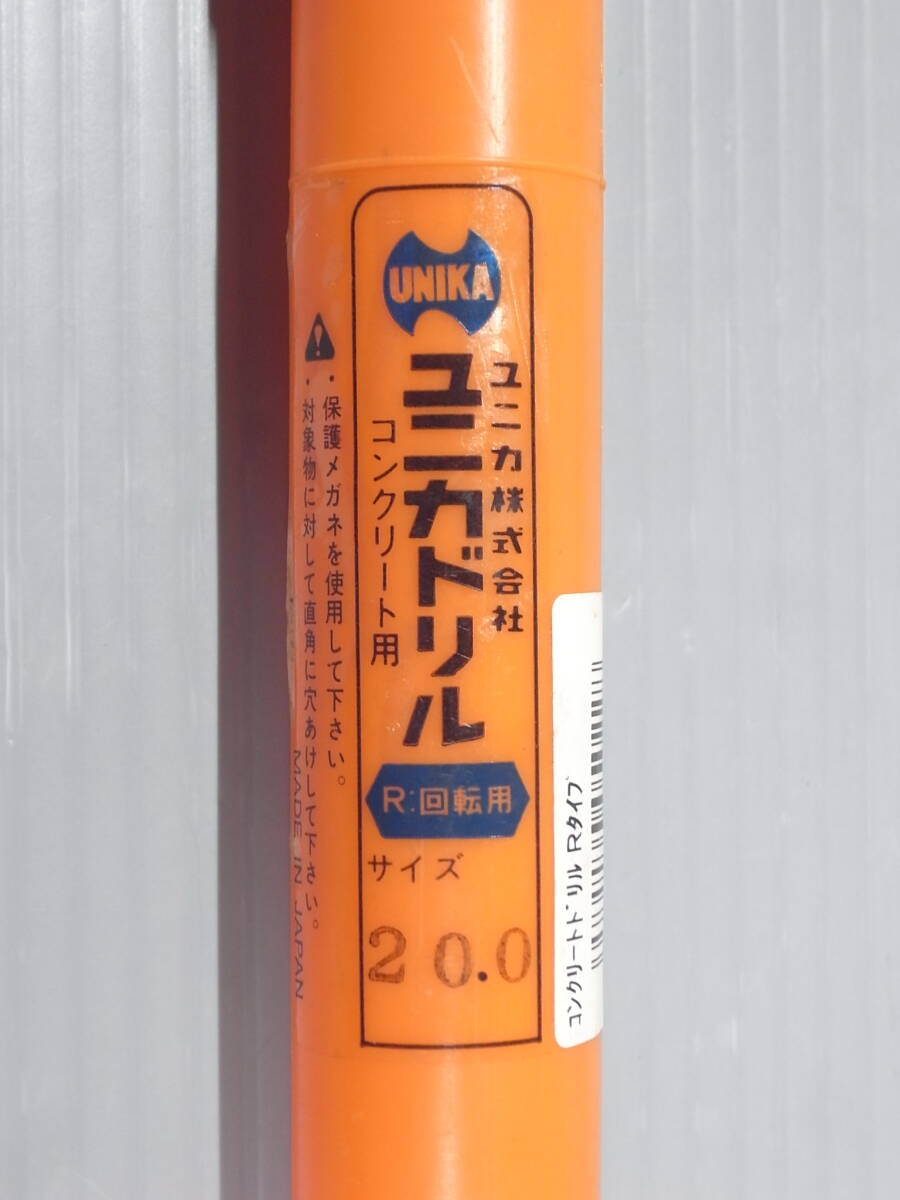 UNIKA
ユニカ株式会社
ユニカドリル
コンクリート用
R:回転用
サイズ
20.0
・保護メガネを使用して下さい。
・対象物に対して直角に穴あけして下さい。
MADE IN JAPAN
コンクリートドリル Rタイプ